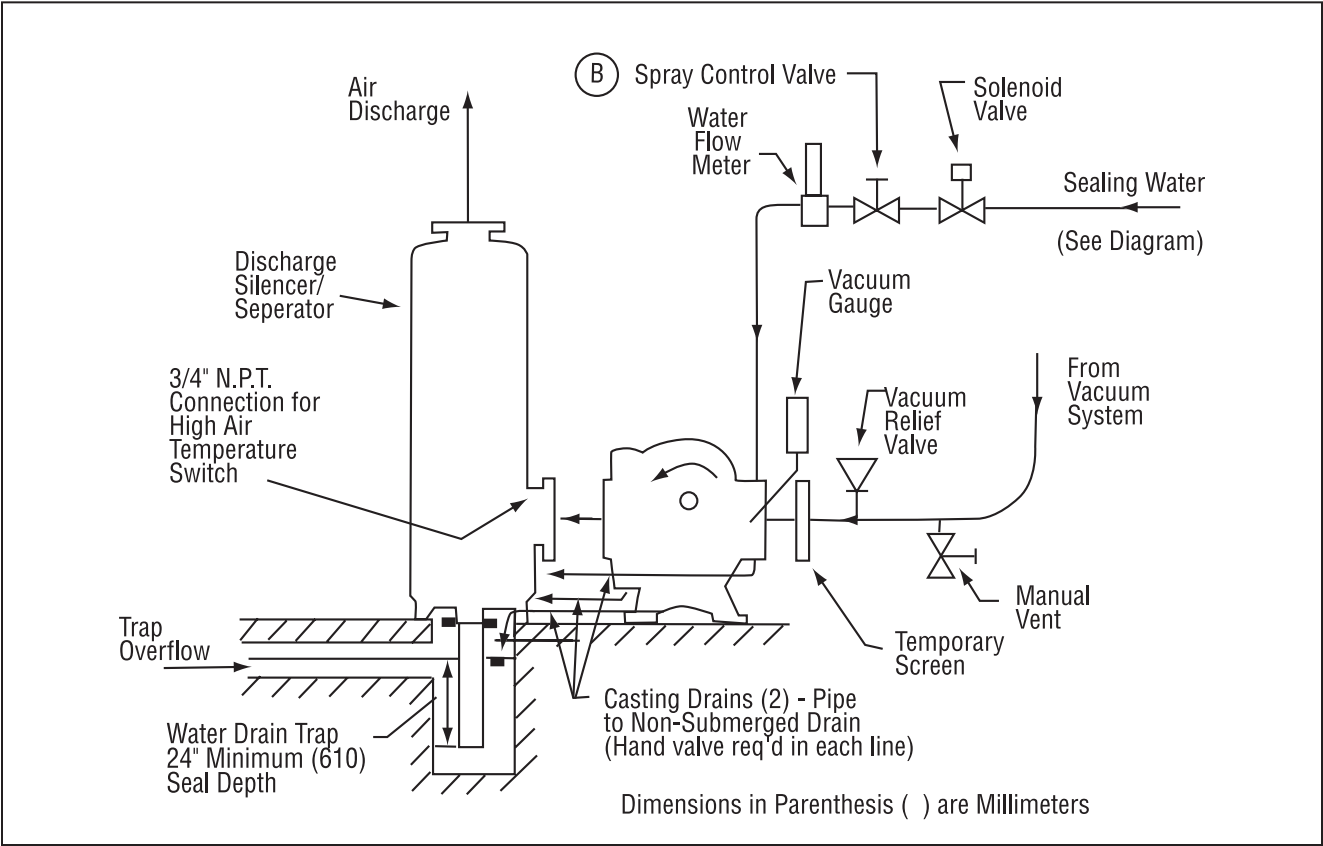 Air
Discharge
B
Spray Control Valve
Solenoid
Valve
Water
Flow
Meter
Sealing Water
(See Diagram)
Discharge
Silencer/
Seperator
Vacuum
Gauge
3/4" N.P.T.
Connection for
High Air
Temperature
Switch
Vacuum
Relief
Valve
From
Vacuum
System
Manual
Vent
Trap
Overflow
Temporary
Screen
Water Drain Trap
24" Minimum (610)
Seal Depth
Casting Drains (2) - Pipe
to Non-Submerged Drain
(Hand valve req'd in each line)
Dimensions in Parenthesis ( ) are Millimeters